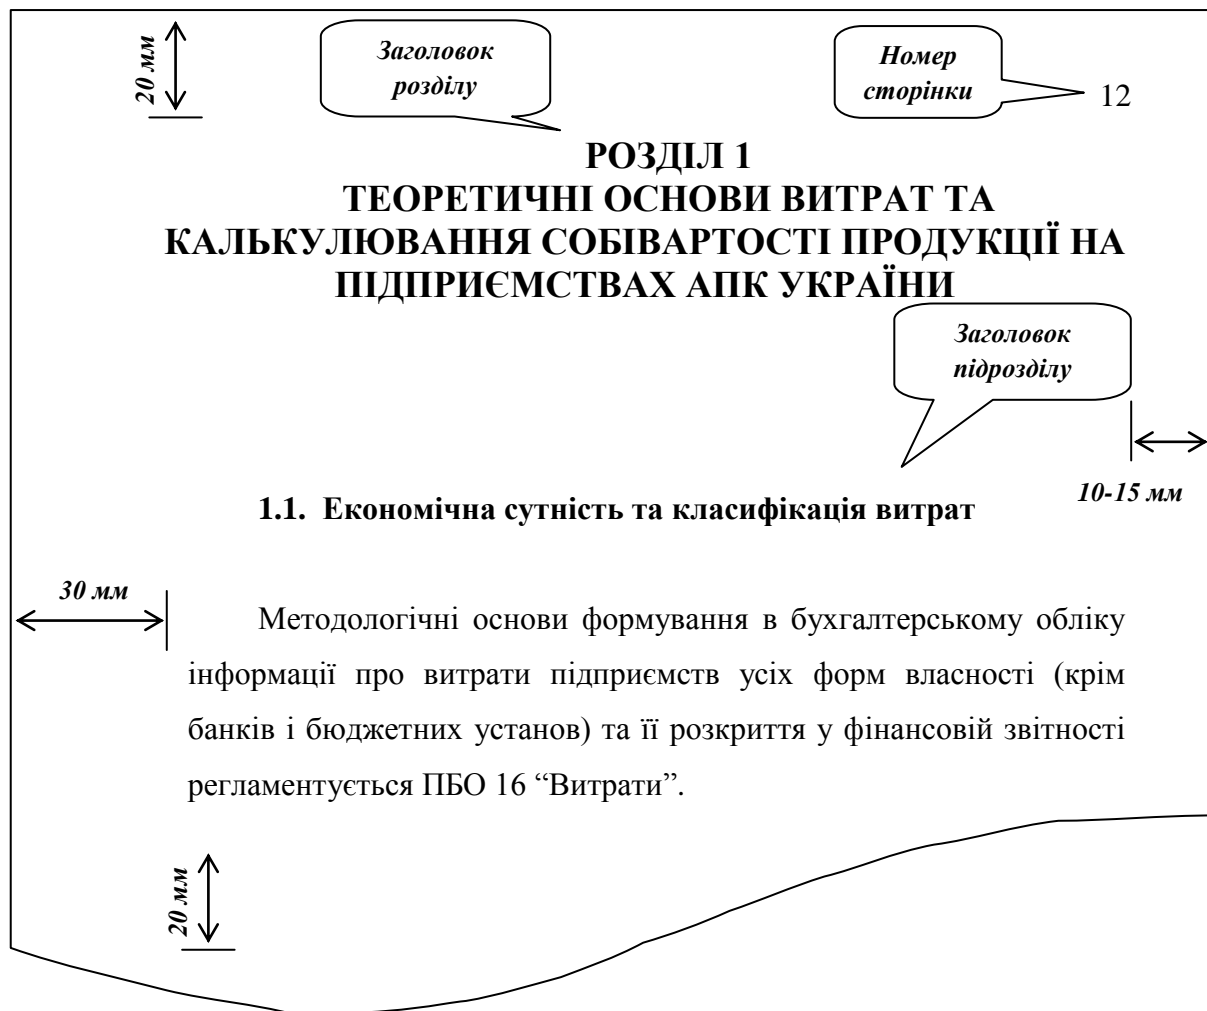 20 мм
Заголовок
розділу
Номер
сторінки
12
РОЗДІЛ 1
ТЕОРЕТИЧНІ ОСНОВИ ВИТРАТ ТА
КАЛЬКУЛЮВАННЯ СОБІВАРТОСТІ ПРОДУКЦІЇ НА
ПІДПРИЄМСТВАХ АПК УКРАЇНИ
Заголовок
підрозділу
10-15 мм
1.1. Економічна сутність та класифікація витрат
30 мм
Методологічні основи формування в бухгалтерському обліку
інформації про витрати підприємств усіх форм власності (крім
банків і бюджетних установ) та її розкриття у фінансовій звітності
регламентується ПБО 16 “Витрати”.
20 мм